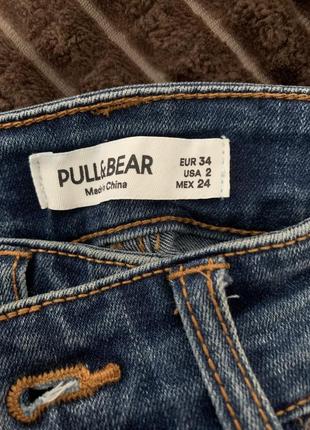 PULL&BEAR
Made in China
EUR 34
USA 2
MEX 24